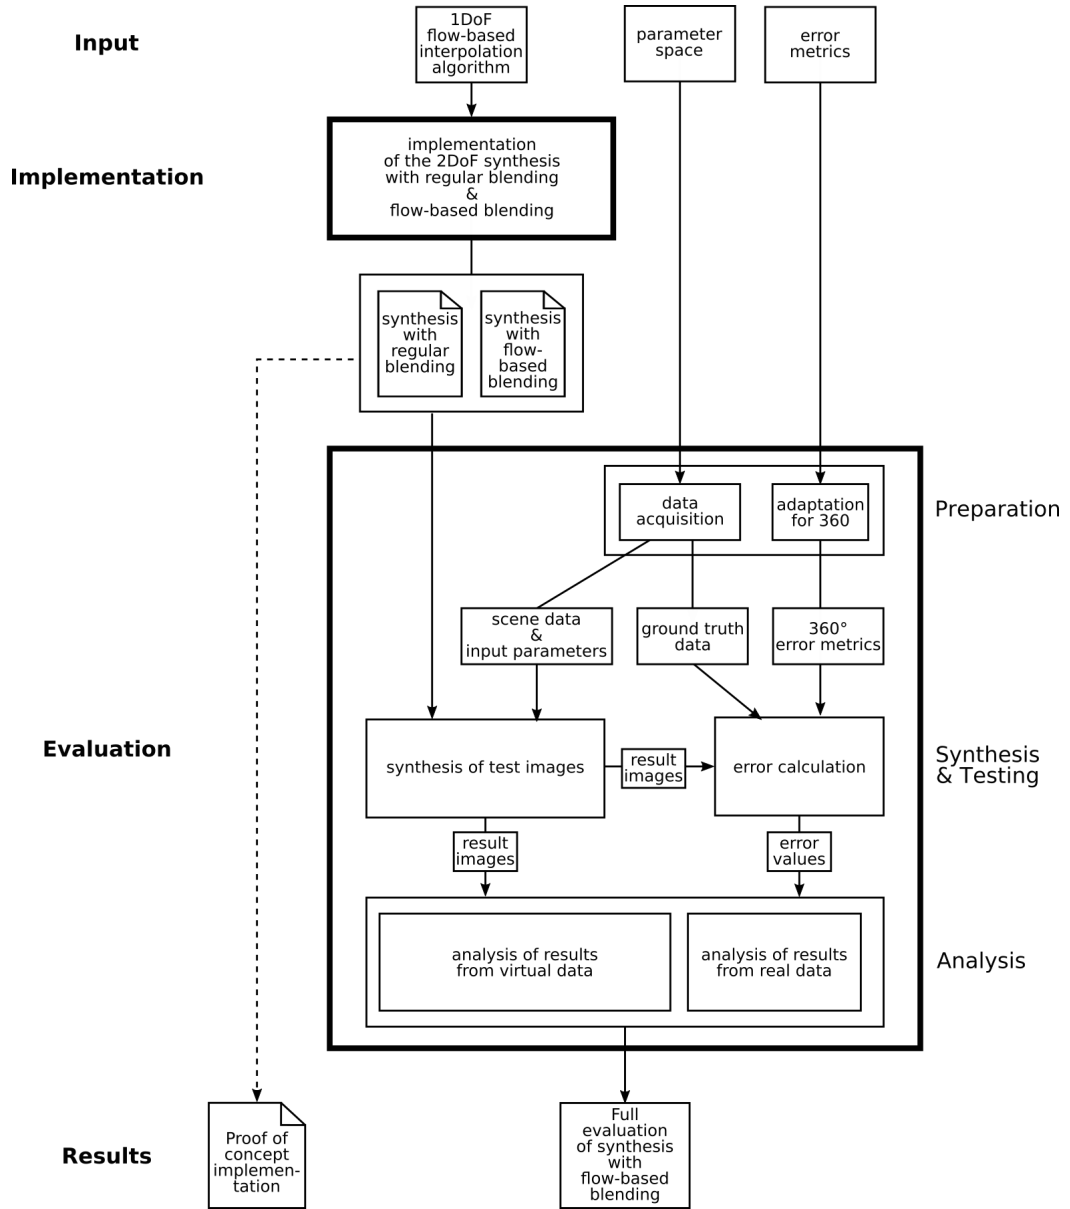 Input
1DoF
flow-based
interpolation
algorithm
parameter
space
error
metrics
Implementation
implementation
of the 2DoF synthesis
with regular blending
&
flow-based blending
synthesis
with
regular
blending
synthesis
with
flow-
based
blending
Evaluation
Preparation
data
acquisition
adaptation
for 360
scene data
&
input parameters
ground truth
data
360°
error metrics
Synthesis
& Testing
synthesis of test images
result
images
error calculation
result
images
error
values
Analysis
analysis of results
from virtual data
analysis of results
from real data
Results
Proof of
concept
implemen-
tation
Full
evaluation
of synthesis
with
flow-based
blending